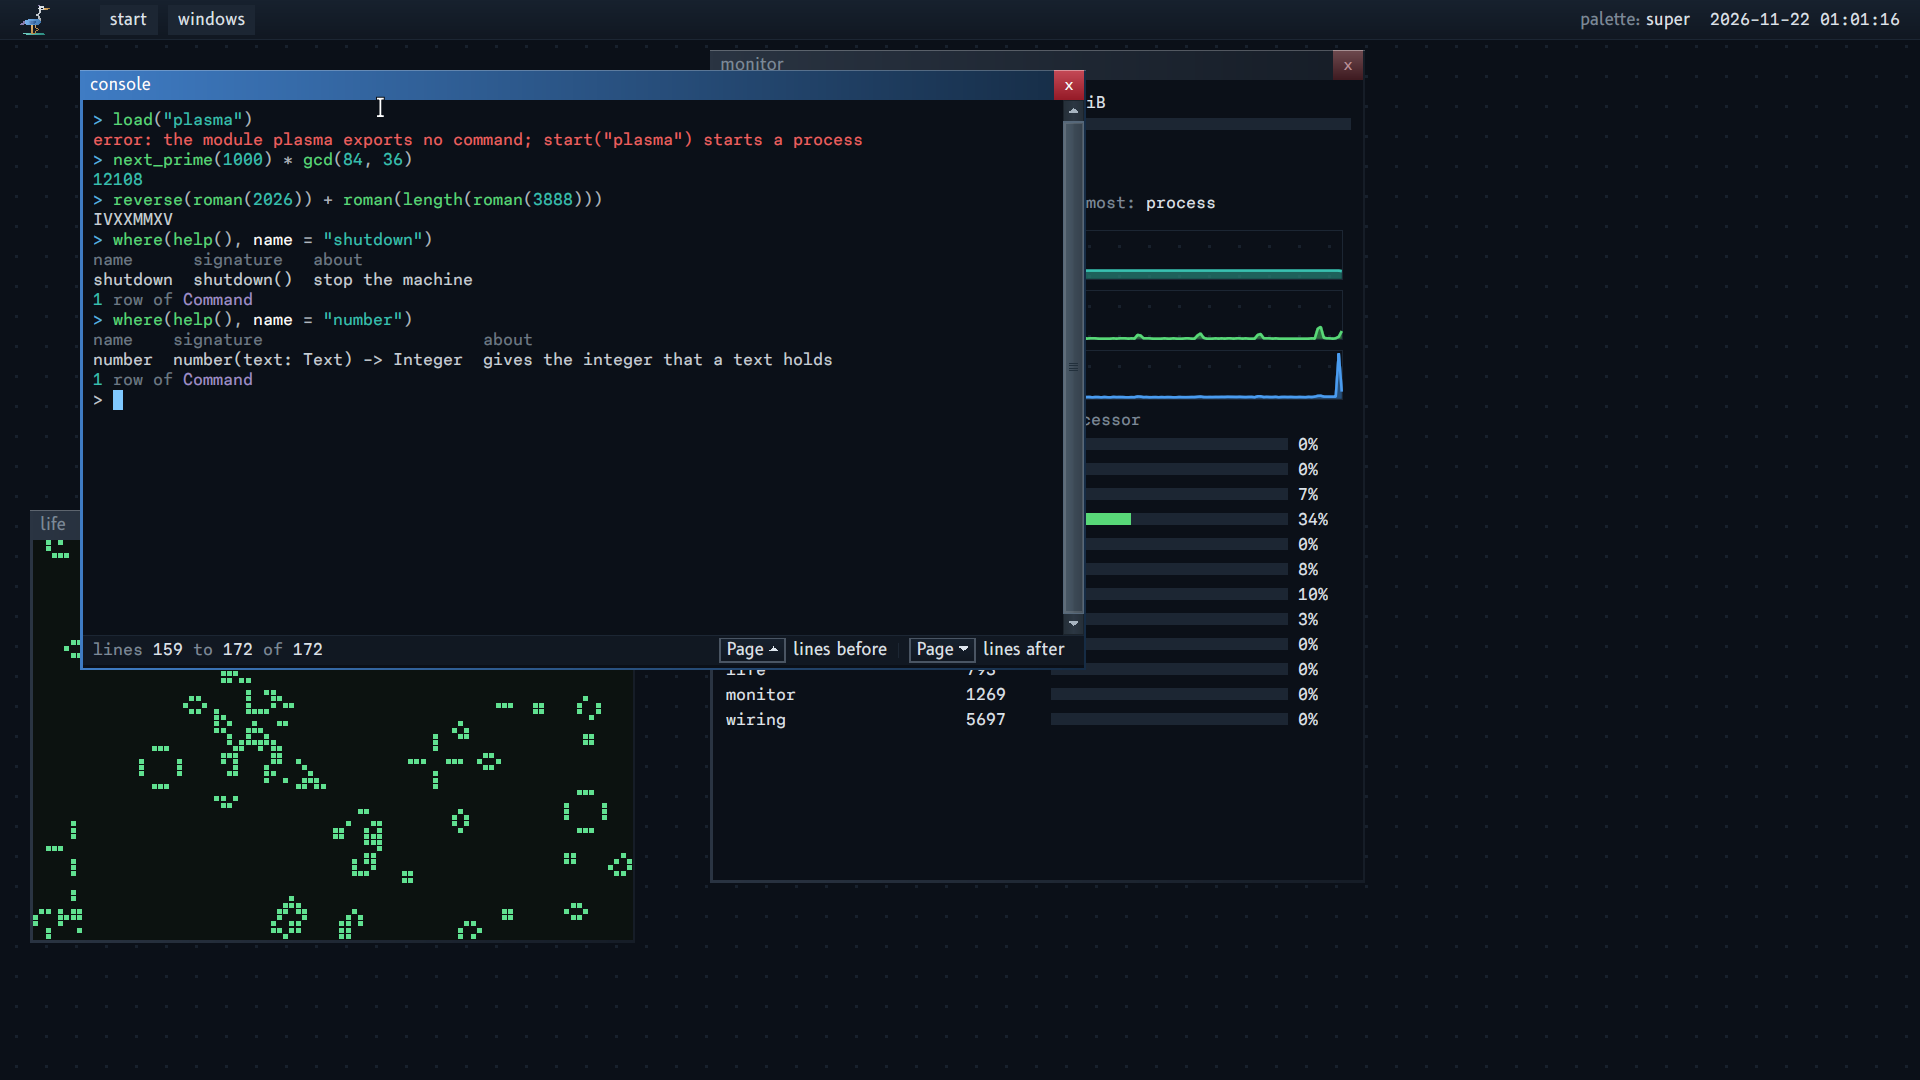 start windows palette: super 2026-11-22 01:01:16
monitor x
console x
iB
> load("plasma")
error: the module plasma exports no command; start("plasma") starts a process
> next_prime(1000) * gcd(84, 36)
12108
> reverse(roman(2026)) + roman(length(roman(3888)))
IVXXMMXV
> where(help(), name = "shutdown")
name signature about
shutdown shutdown() stop the machine
1 row of Command
> where(help(), name = "number")
name signature about
number number(text: Text) -> Integer gives the integer that a text holds
1 row of Command
>
lines 159 to 172 of 172 Page lines before Page lines after
most: process
cessor
0%
0%
7%
34%
0%
8%
10%
3%
0%
life 793 0%
monitor 1269 0%
wiring 5697 0%
life